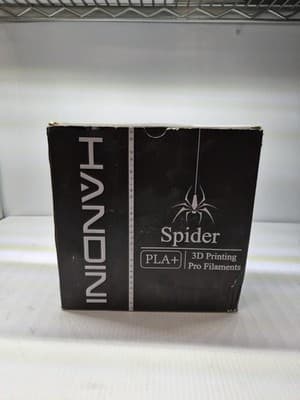 HANDINI
Spider
PLA+
3D Printing
Pro Filaments